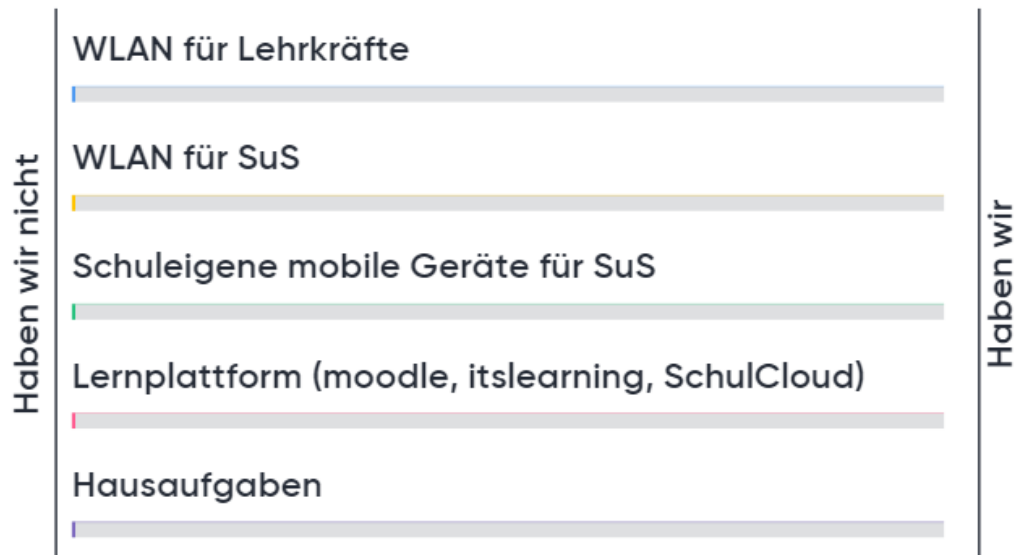 WLAN für Lehrkräfte
WLAN für SuS
Schuleigene mobile Geräte für SuS
Lernplattform (moodle, itslearning, SchulCloud)
Hausaufgaben
Haben wir nicht
Haben wir